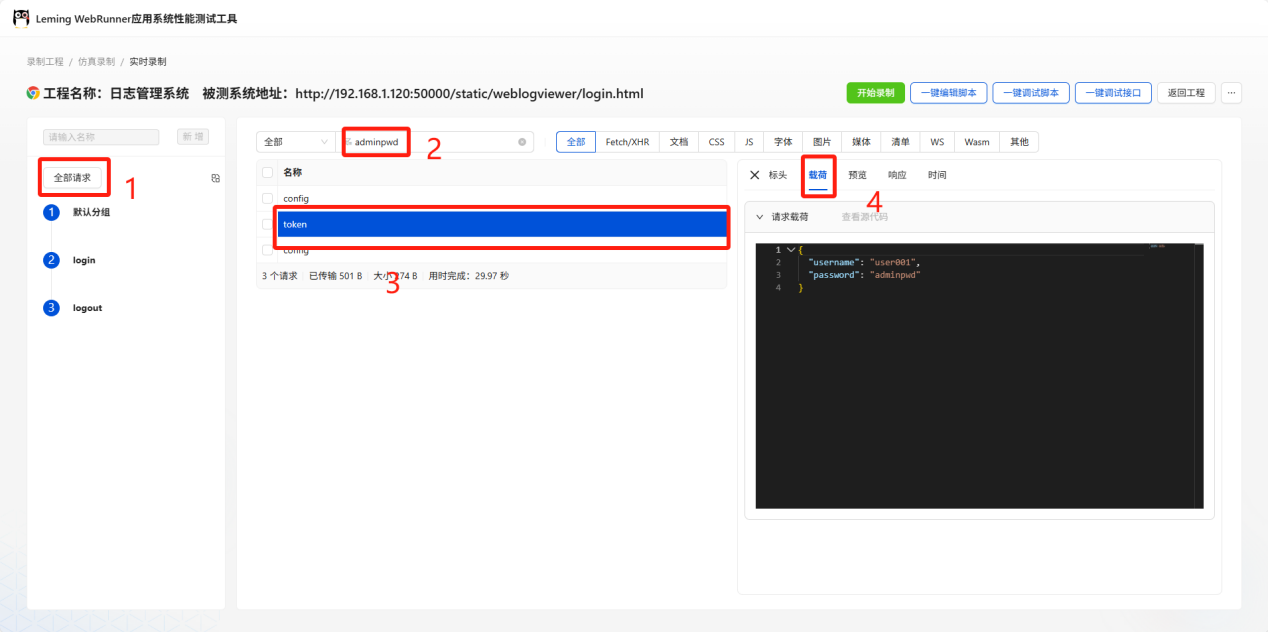 Leming WebRunner应用系统性能测试工具
录制工程 / 仿真录制 / 实时录制
工程名称：日志管理系统 被测系统地址：http://192.168.1.120:50000/static/weblogviewer/login.html
开始录制 一键编辑脚本 一键调试脚本 一键调试接口 返回工程 ...
请输入名称 新 增
全部请求 1
1 默认分组
2 login
3 logout
全部 adminpwd 2
全部 Fetch/XHR 文档 CSS JS 字体 图片 媒体 清单 WS Wasm 其他
名称
config
token
config
3 个请求 已传输 501 B 大小 274 B 用时完成：29.97 秒
3
标头 载荷 预览 响应 时间
4
请求载荷 查看源代码
1 {
2 "username": "user001",
3 "password": "adminpwd"
4 }